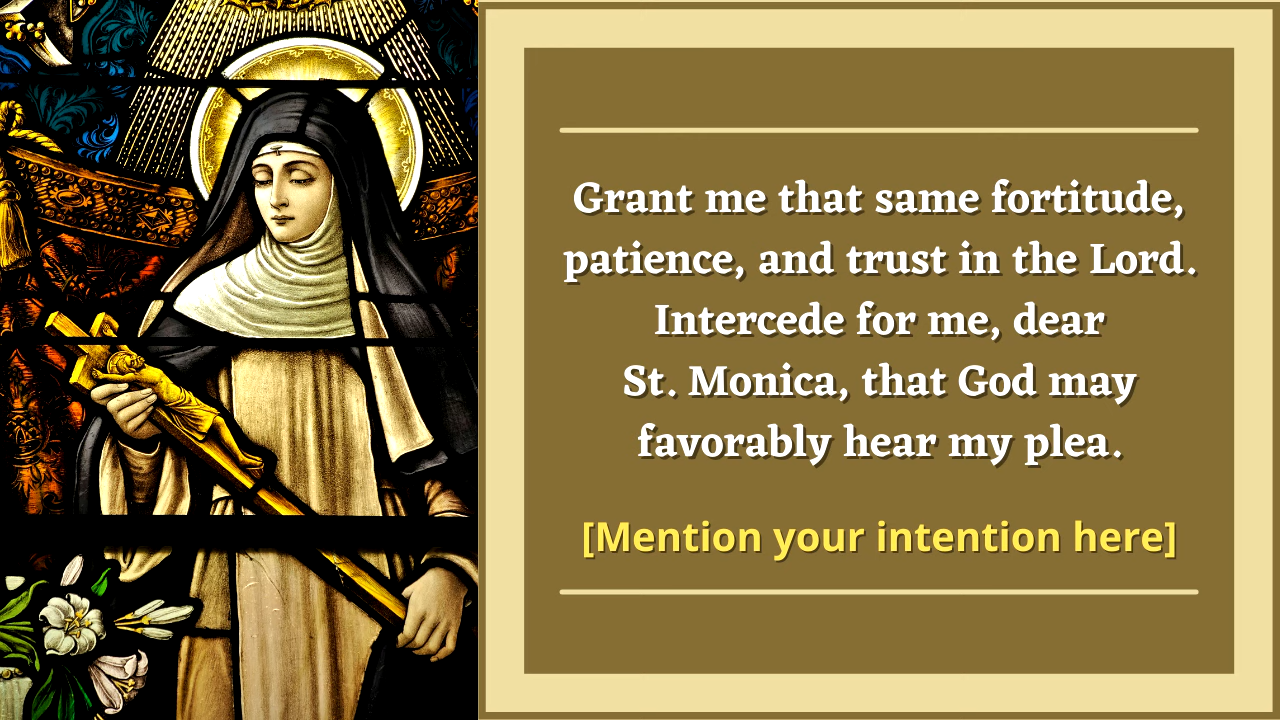 Grant me that same fortitude,
patience, and trust in the Lord.
Intercede for me, dear
St. Monica, that God may
favorably hear my plea.
[Mention your intention here]